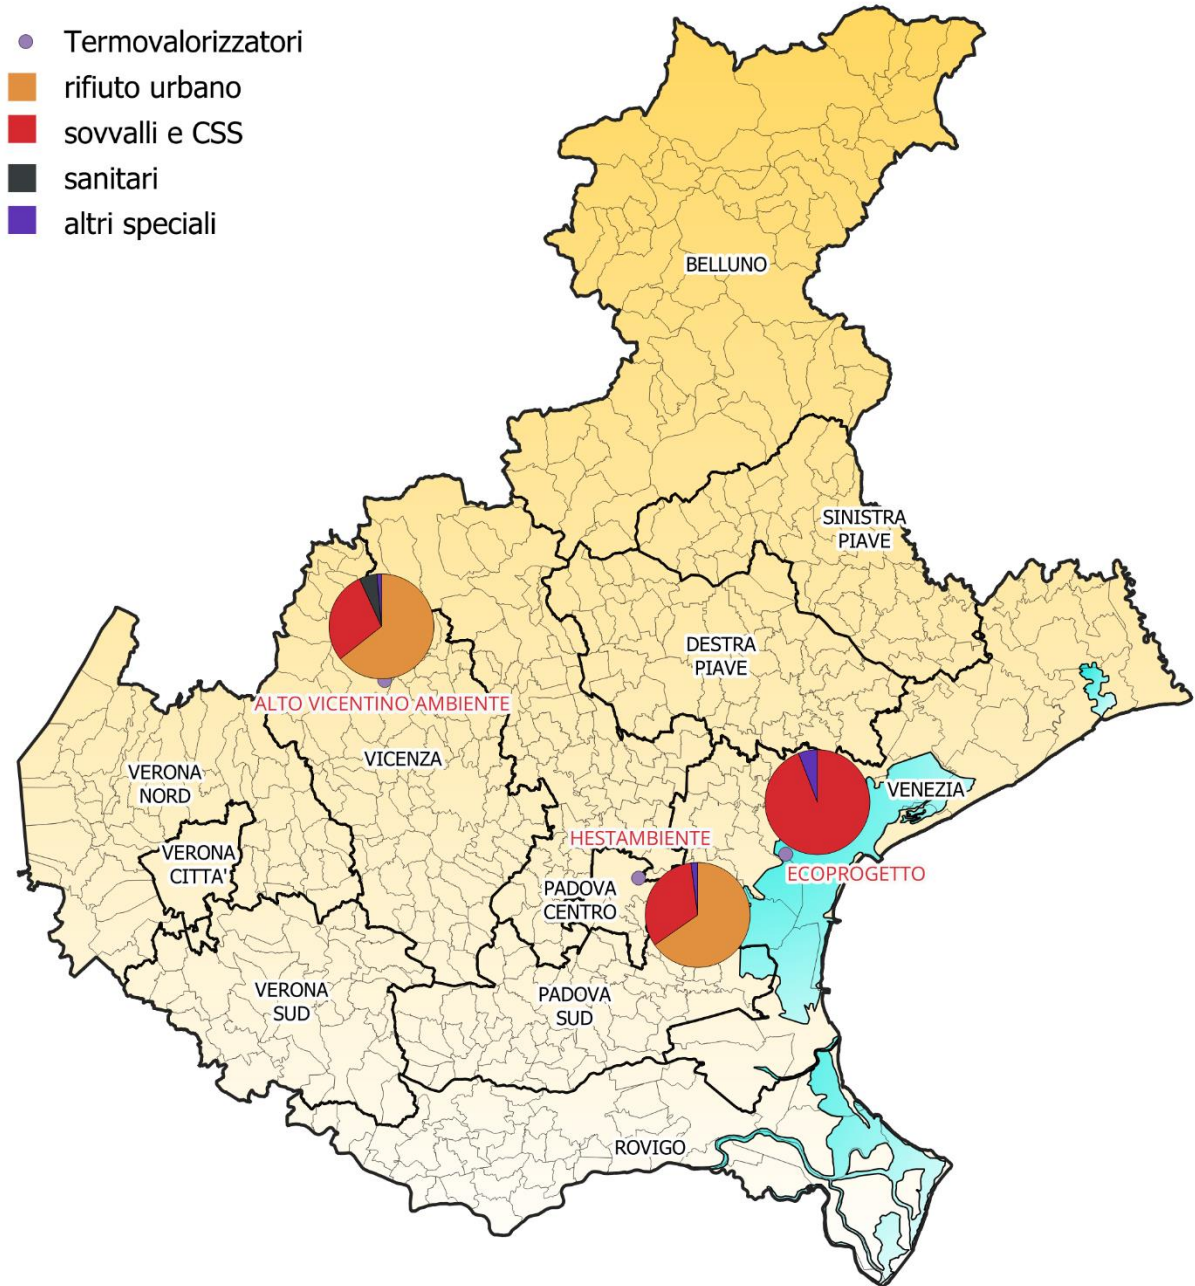 Termovalorizzatori
rifiuto urbano
sovvalli e CSS
sanitari
altri speciali
BELLUNO
SINISTRA
PIAVE
DESTRA
PIAVE
ALTO VICENTINO AMBIENTE
VICENZA
VERONA
NORD
VENEZIA
HESTAMBIENTE
VERONA
CITTA'
ECOPROGETTO
PADOVA
CENTRO
VERONA
SUD
PADOVA
SUD
ROVIGO